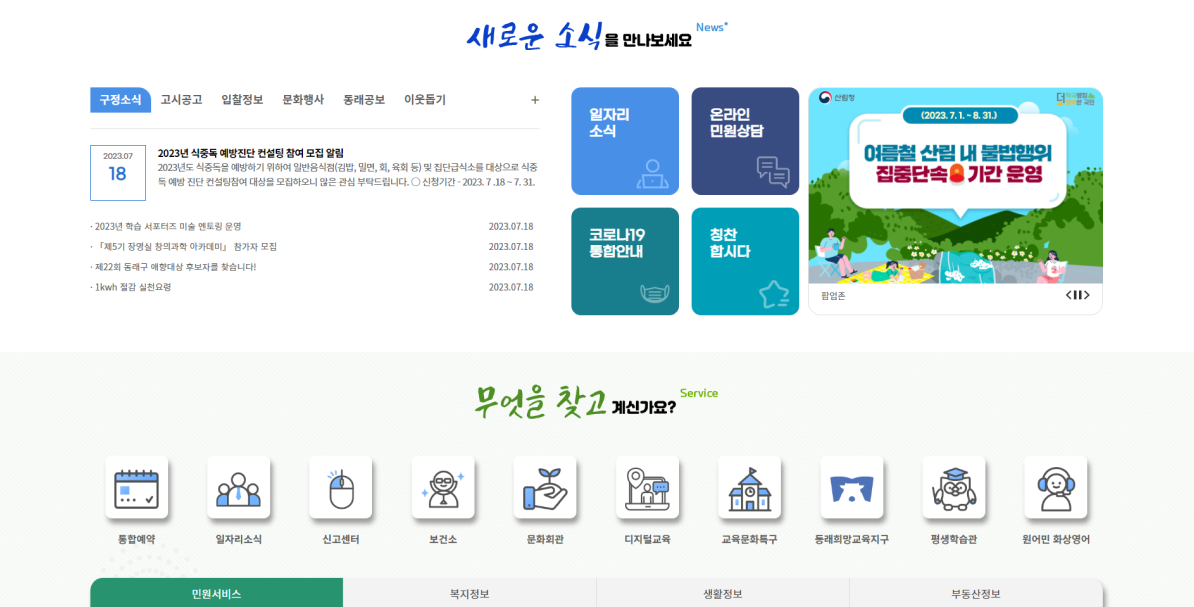 새로운 소식을 만나보세요 News
구정소식 고시공고 입찰정보 문화행사 동래공보 이웃돕기 +
2023.07
18
2023년 식중독 예방진단 컨설팅 참여 모집 알림
2023년도 식중독을 예방하기 위하여 일반음식점(김밥, 밀면, 회, 육회 등) 및 집단급식소를 대상으로 식중
독 예방 진단 컨설팅참여 대상을 모집하오니 많은 관심 부탁드립니다. ○ 신청기간 - 2023. 7 .18 ~ 7. 31.
· 2023년 학습 서포터즈 미술 멘토링 운영 2023.07.18
· 「제5기 장영실 창의과학 아카데미」 참가자 모집 2023.07.18
· 제22회 동래구 애향대상 후보자를 찾습니다! 2023.07.18
· 1kwh 절감 실천요령 2023.07.18
일자리
소식
온라인
민원상담
코로나19
통합안내
칭찬
합시다
산림청
(2023. 7. 1. ~ 8. 31.)
여름철 산림 내 불법행위
집중단속 기간 운영
팝업존
무엇을 찾고 계신가요? Service
통합예약 일자리소식 신고센터 보건소 문화회관 디지털교육 교육문화특구 동래희망교육지구 평생학습관 원어민 화상영어
민원서비스 복지정보 생활정보 부동산정보